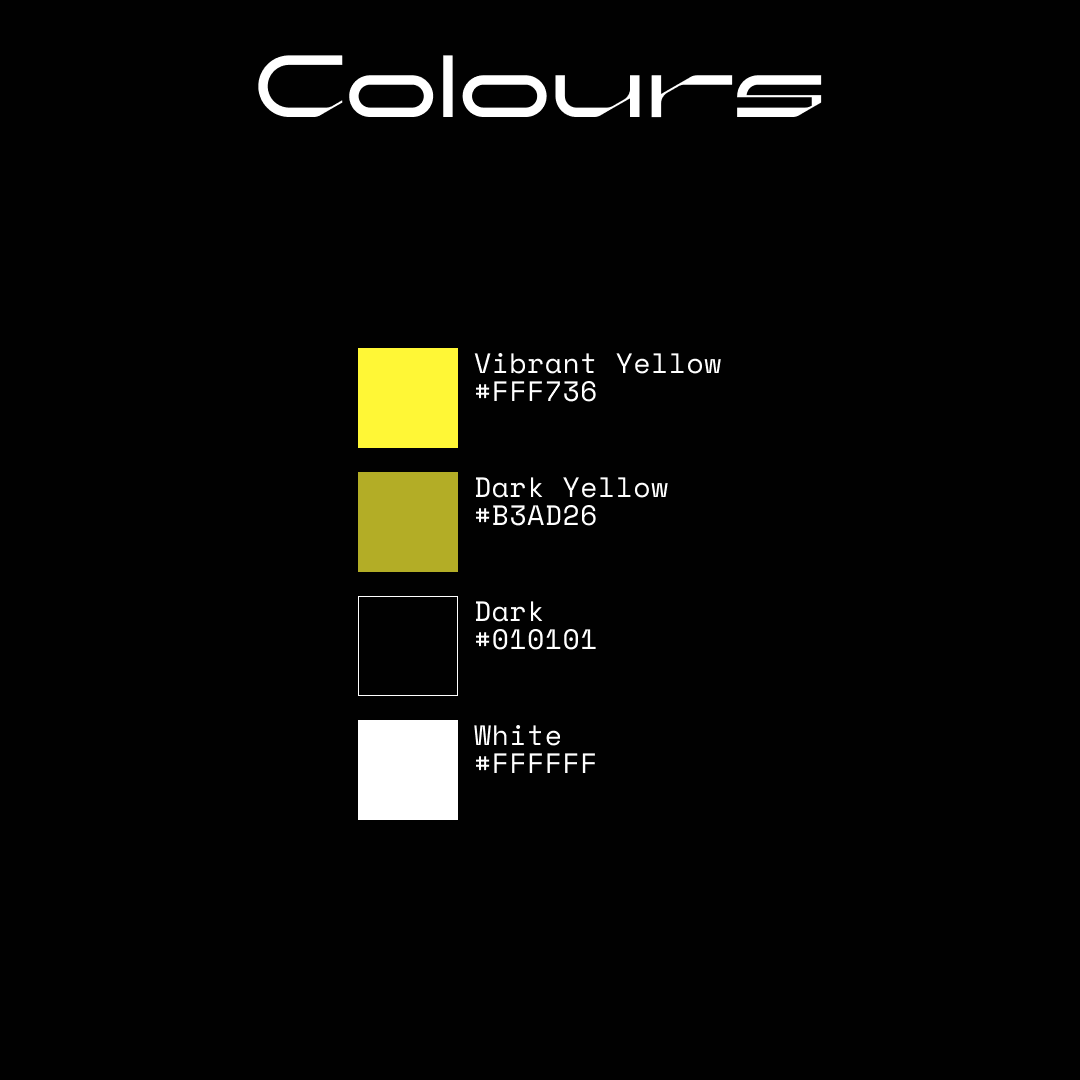 Colours
Vibrant Yellow
#FFF736
Dark Yellow
#B3AD26
Dark
#010101
White
#FFFFFF